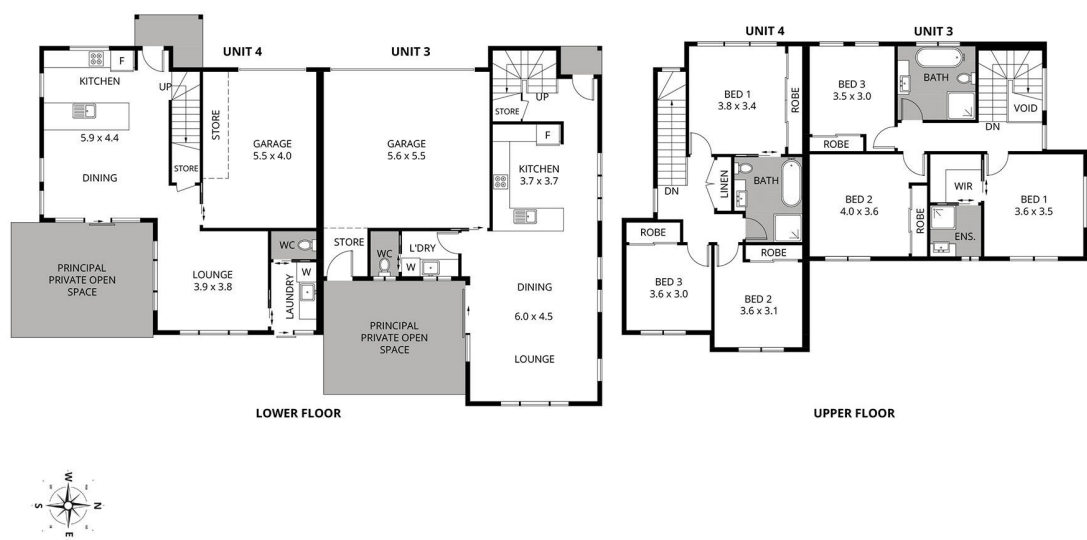 UNIT 4
UNIT 3
KITCHEN
F
5.9 x 4.4
DINING
UP
STORE
STORE
GARAGE
5.5 x 4.0
GARAGE
5.6 x 5.5
UP
STORE
F
KITCHEN
3.7 x 3.7
PRINCIPAL
PRIVATE OPEN
SPACE
LOUNGE
3.9 x 3.8
WC
W
LAUNDRY
STORE
WC
L'DRY
W
PRINCIPAL
PRIVATE OPEN
SPACE
DINING
6.0 x 4.5
LOUNGE
LOWER FLOOR
UNIT 4
UNIT 3
BED 1
3.8 x 3.4
ROBE
BED 3
3.5 x 3.0
ROBE
BATH
VOID
DN
DN
LINEN
BATH
BED 2
4.0 x 3.6
ROBE
WIR
ENS.
BED 1
3.6 x 3.5
ROBE
BED 3
3.6 x 3.0
ROBE
BED 2
3.6 x 3.1
UPPER FLOOR
W
S
N
E